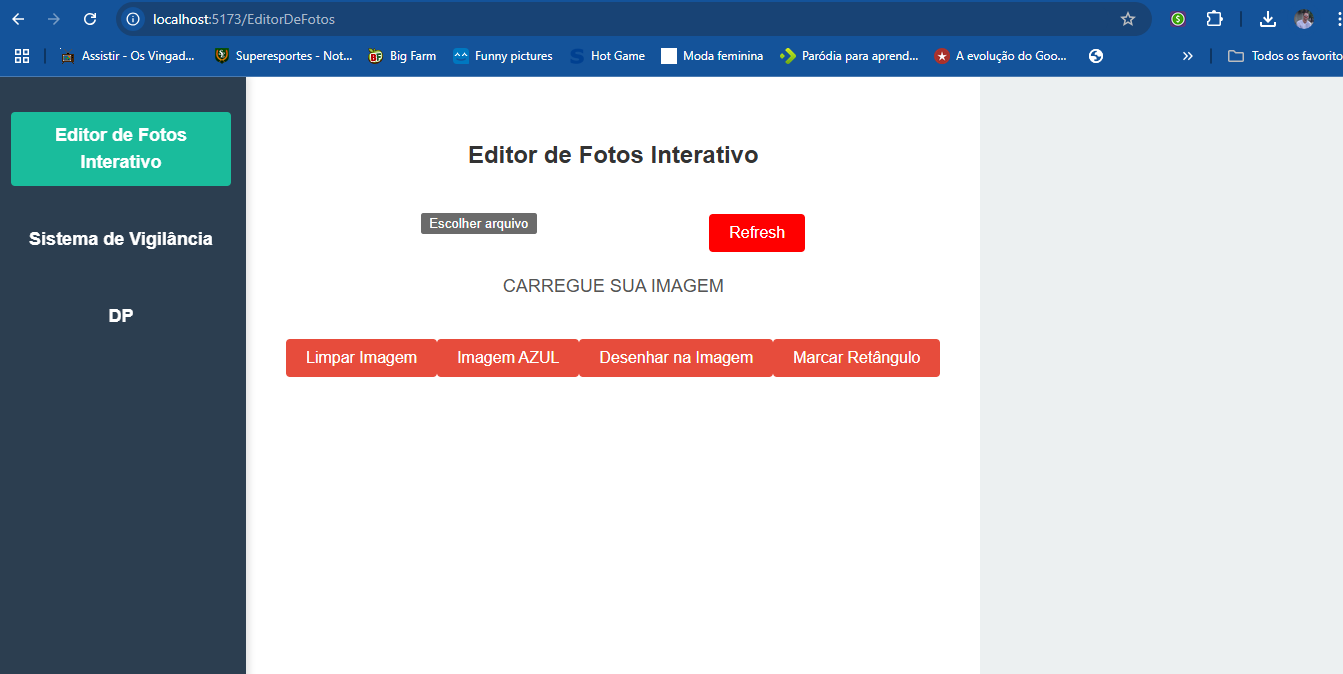 localhost:5173/EditorDeFotos
Assistir - Os Vingad... Superesportes - Not... Big Farm Funny pictures Hot Game Moda feminina Paródia para aprend... A evolução do Goo... Todos os favorito
Editor de Fotos
Interativo
Sistema de Vigilância
DP
Editor de Fotos Interativo
Escolher arquivo Refresh
CARREGUE SUA IMAGEM
Limpar Imagem Imagem AZUL Desenhar na Imagem Marcar Retângulo